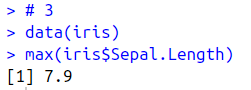 > # 3
> data(iris)
> max(iris$Sepal.Length)
[1] 7.9